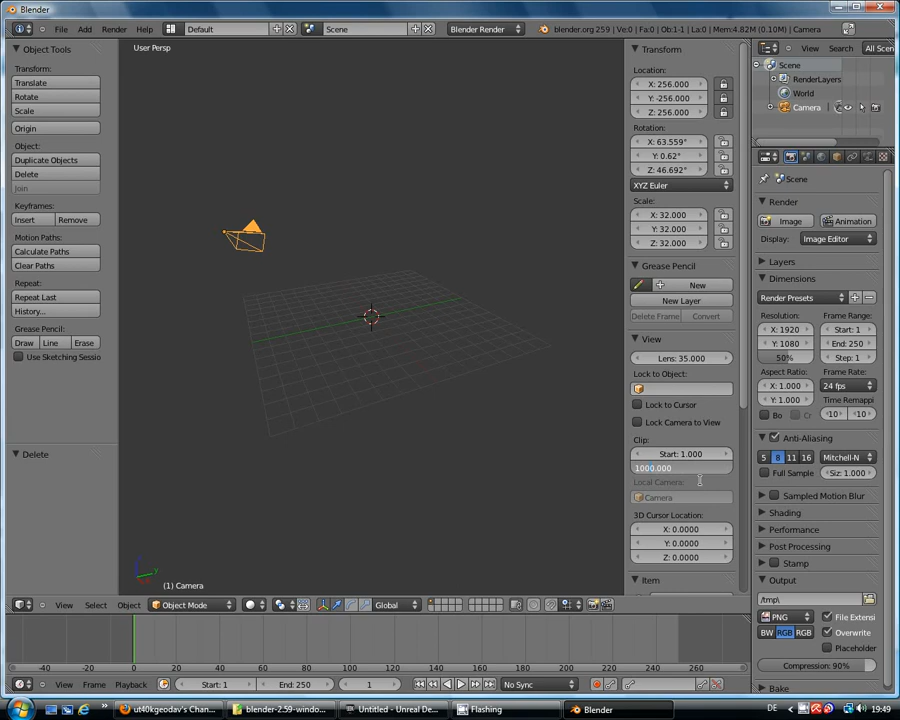 Blender
File Add Render Help
Default
Scene
Blender Render
blender.org 259 | Ve:0 | Fa:0 | Ob:1-1 | La:0 | Mem:4.82M (0.10M) | Camera
Object Tools
Transform:
Translate
Rotate
Scale
Origin
Object:
Duplicate Objects
Delete
Join
Keyframes:
Insert Remove
Motion Paths:
Calculate Paths
Clear Paths
Repeat:
Repeat Last
History...
Grease Pencil:
Draw Line Erase
Use Sketching Sessio
Delete
User Persp
(1) Camera
Transform
Location:
X: 256.000
Y: -256.000
Z: 256.000
Rotation:
X: 63.559°
Y: 0.62°
Z: 46.692°
XYZ Euler
Scale:
X: 32.000
Y: 32.000
Z: 32.000
Grease Pencil
New
New Layer
Delete Frame Convert
View
Lens: 35.000
Lock to Object:
Lock to Cursor
Lock Camera to View
Clip:
Start: 1.000
1000.000
Local Camera:
Camera
3D Cursor Location:
X: 0.0000
Y: 0.0000
Z: 0.0000
Item
View Search All Scen
Scene
RenderLayers
World
Camera
Scene
Render
Image Animation
Display: Image Editor
Layers
Dimensions
Render Presets
Resolution: Frame Range:
X: 1920 Start: 1
Y: 1080 End: 250
50% Step: 1
Aspect Ratio: Frame Rate:
X: 1.000 24 fps
Y: 1.000 Time Remappi
Bo Cr 10 10
Anti-Aliasing
5 8 11 16 Mitchell-N
Full Sample Siz: 1.000
Sampled Motion Blur
Shading
Performance
Post Processing
Stamp
Output
/tmp\
PNG File Extensi
BW RGB RGB Overwrite
Placeholder
Compression: 90%
Bake
View Select Object Object Mode Global
-40 -20 0 20 40 60 80 100 120 140 160 180 200 220 240 260 280
View Frame Playback Start: 1 End: 250 1 No Sync
ut40kgeodav's Chan... blender-2.59-windo... Untitled - Unreal De... Flashing Blender DE 19:49